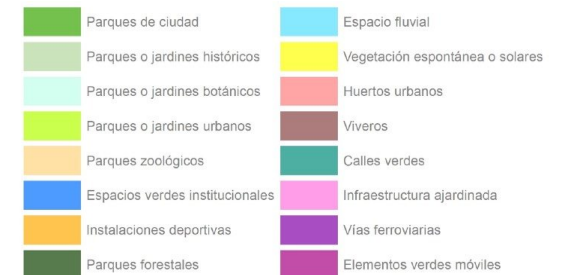 Parques de ciudad
Parques o jardines históricos
Parques o jardines botánicos
Parques o jardines urbanos
Parques zoológicos
Espacios verdes institucionales
Instalaciones deportivas
Parques forestales
Espacio fluvial
Vegetación espontánea o solares
Huertos urbanos
Viveros
Calles verdes
Infraestructura ajardinada
Vías ferroviarias
Elementos verdes móviles